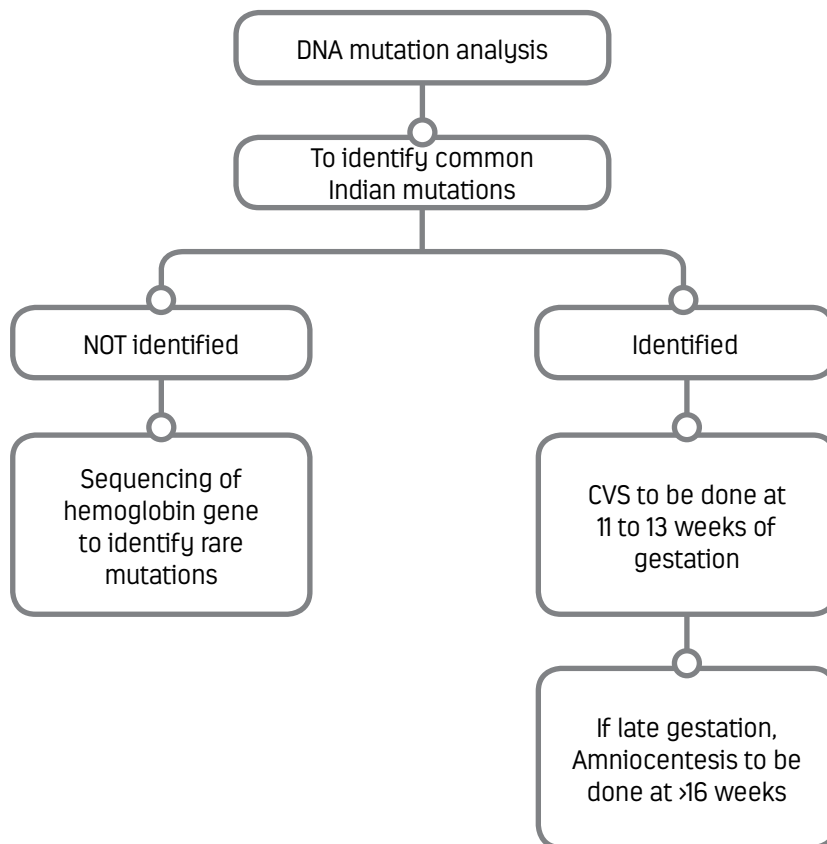 DNA mutation analysis
To identify common
Indian mutations
NOT identified
Identified
Sequencing of
hemoglobin gene
to identify rare
mutations
CVS to be done at
11 to 13 weeks of
gestation
If late gestation,
Amniocentesis to be
done at >16 weeks